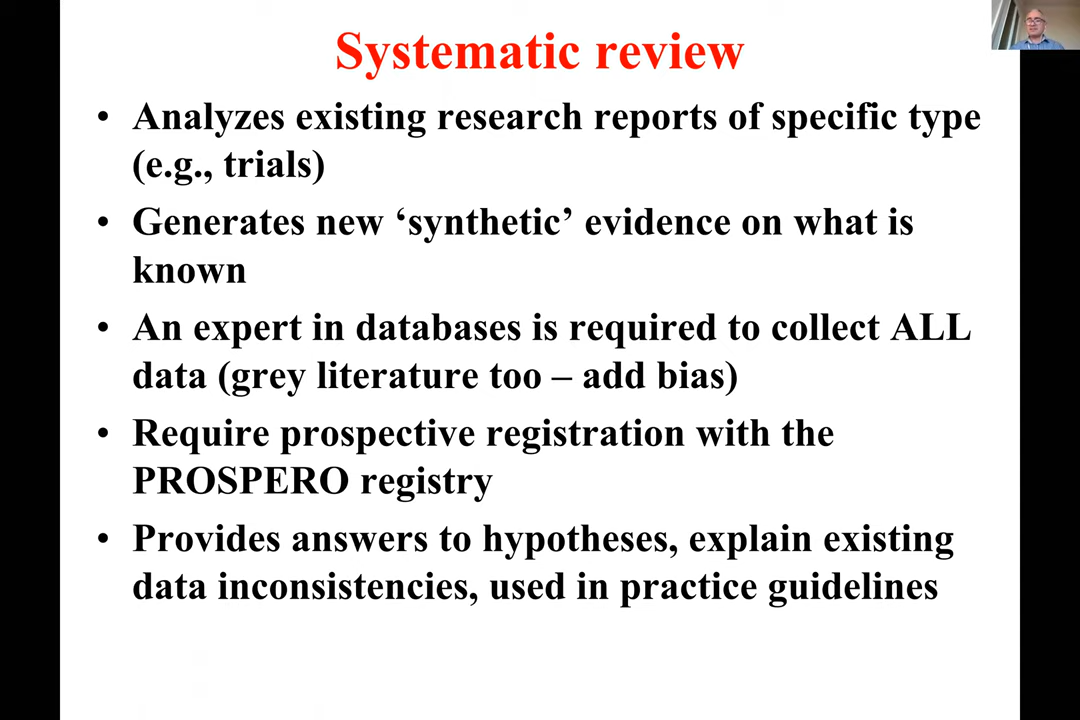 Systematic review
• Analyzes existing research reports of specific type
(e.g., trials)
• Generates new ‘synthetic’ evidence on what is
known
• An expert in databases is required to collect ALL
data (grey literature too – add bias)
• Require prospective registration with the
PROSPERO registry
• Provides answers to hypotheses, explain existing
data inconsistencies, used in practice guidelines